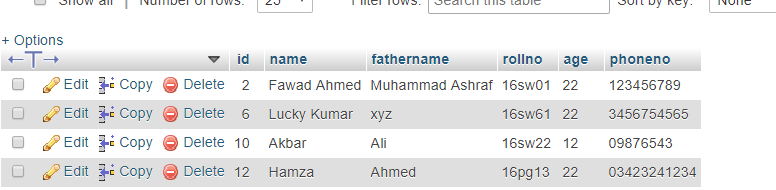 Show all | Number of rows: 25 Filter rows: Search this table Sort by key: None
+ Options
←T→ id name fathername rollno age phoneno
Edit Copy Delete 2 Fawad Ahmed Muhammad Ashraf 16sw01 22 123456789
Edit Copy Delete 6 Lucky Kumar xyz 16sw61 22 3456754565
Edit Copy Delete 10 Akbar Ali 16sw22 12 09876543
Edit Copy Delete 12 Hamza Ahmed 16pg13 22 03423241234